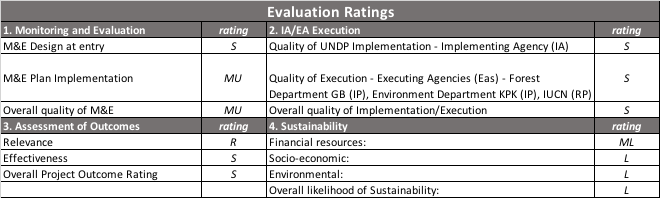 Evaluation Ratings
1. Monitoring and Evaluation rating 2. IA/EA Execution rating
M&E Design at entry S Quality of UNDP Implementation - Implementing Agency (IA) S
M&E Plan Implementation MU Quality of Execution - Executing Agencies (Eas) - Forest
Department GB (IP), Environment Department KPK (IP), IUCN (RP) S
Overall quality of M&E MU Overall quality of Implementation/Execution S
3. Assessment of Outcomes rating 4. Sustainability rating
Relevance R Financial resources: ML
Effectiveness S Socio-economic: L
Overall Project Outcome Rating S Environmental: L
Overall likelihood of Sustainability: L